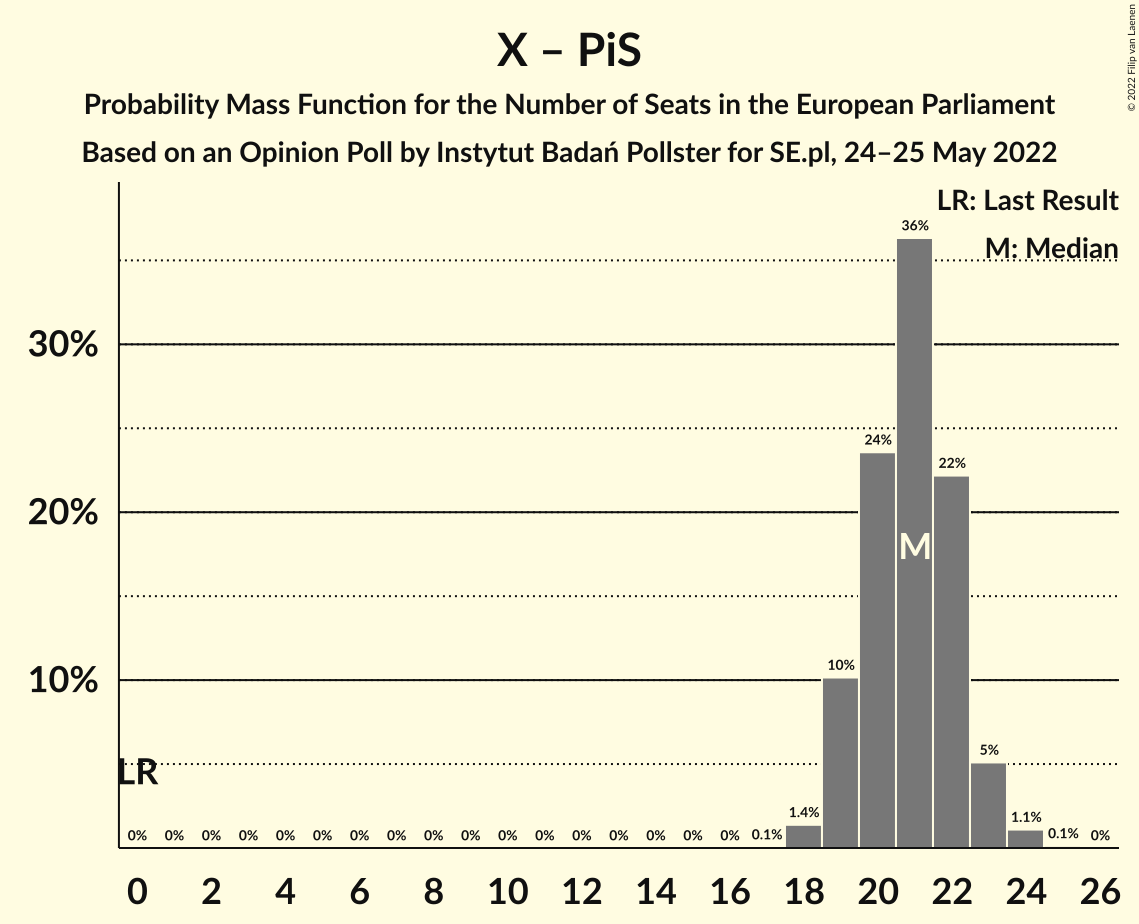 X – PiS
Probability Mass Function for the Number of Seats in the European Parliament
Based on an Opinion Poll by Instytut Badań Pollster for SE.pl, 24–25 May 2022
© 2022 Filip van Laenen
LR: Last Result
M: Median
36%
30%
24%
22%
20%
M
10%
10%
5%
LR
1.4%
1.1%
0% 0% 0% 0% 0% 0% 0% 0% 0% 0% 0% 0% 0% 0% 0% 0% 0% 0.1% 0.1% 0%
0 2 4 6 8 10 12 14 16 18 20 22 24 26